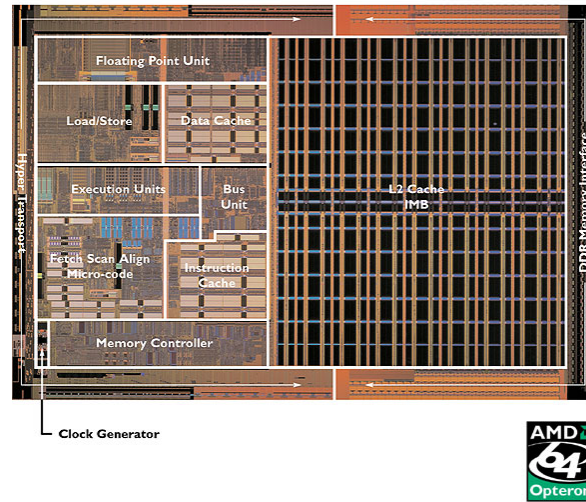 Floating Point Unit
Load/Store
Data Cache
Execution Units
Bus
Unit
L2 Cache
IMB
Hyper Transport
DDR Memory Interface
Fetch Scan Align
Micro-code
Instruction
Cache
Memory Controller
Clock Generator
AMD
64
Opteron